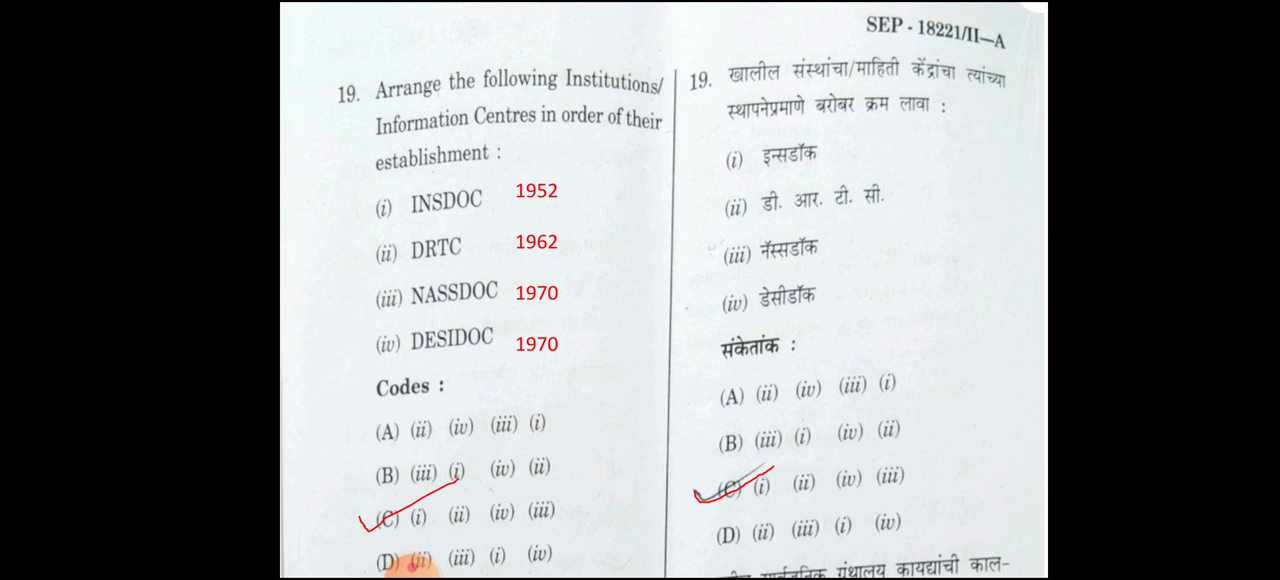 SEP - 18221/II—A
19. Arrange the following Institutions/
Information Centres in order of their
establishment :
(i) INSDOC 1952
(ii) DRTC 1962
(iii) NASSDOC 1970
(iv) DESIDOC 1970
Codes :
(A) (ii) (iv) (iii) (i)
(B) (iii) (i) (iv) (ii)
(C) (i) (ii) (iv) (iii)
(D) (ii) (iii) (i) (iv)
19. खालील संस्थांचा/माहिती केंद्रांचा त्यांच्या
स्थापनेप्रमाणे बरोबर क्रम लावा :
(i) इन्सडॉक
(ii) डी. आर. टी. सी.
(iii) नॅस्सडॉक
(iv) डेसीडॉक
संकेतांक :
(A) (ii) (iv) (iii) (i)
(B) (iii) (i) (iv) (ii)
(C) (i) (ii) (iv) (iii)
(D) (ii) (iii) (i) (iv)
सार्वजनिक ग्रंथालय कायद्यांची काल-